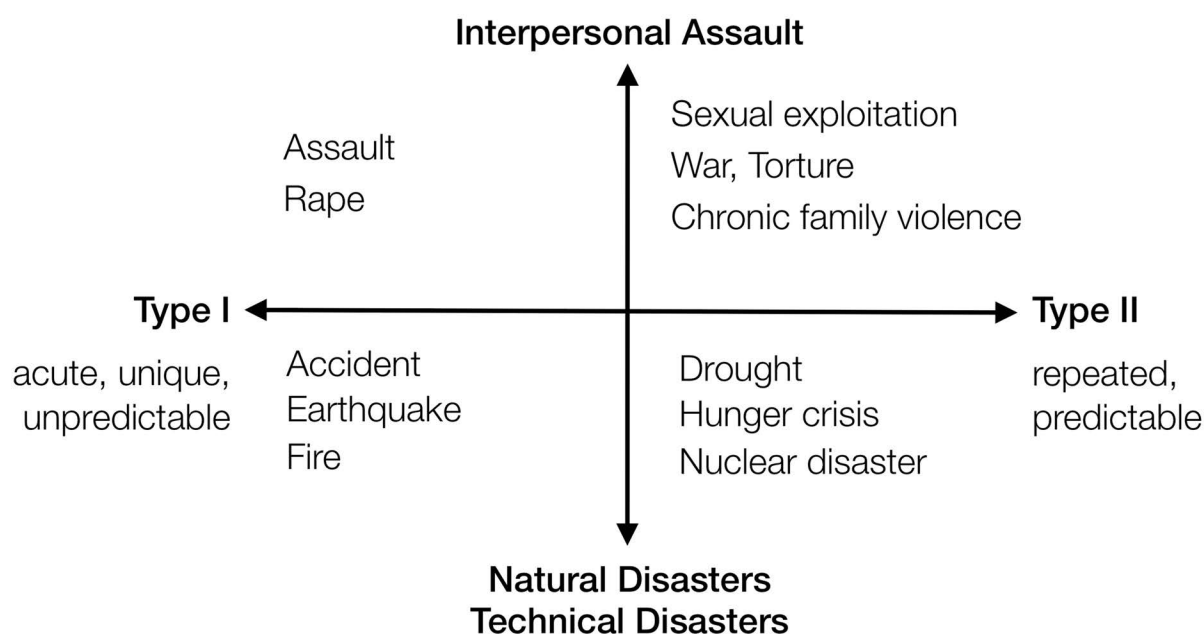 Interpersonal Assault
Assault
Rape
Sexual exploitation
War, Torture
Chronic family violence
Type I
acute, unique,
unpredictable
Type II
repeated,
predictable
Accident
Earthquake
Fire
Drought
Hunger crisis
Nuclear disaster
Natural Disasters
Technical Disasters